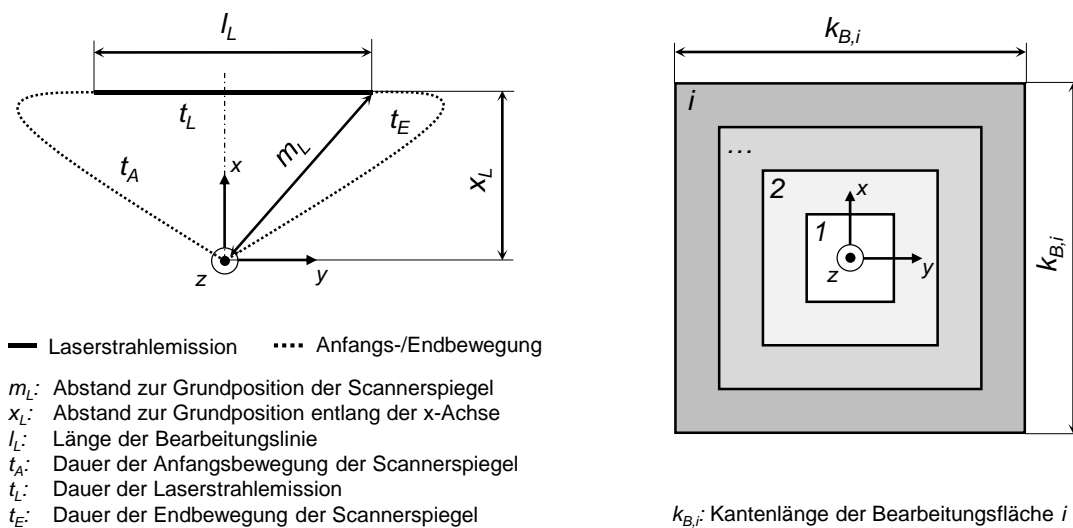 l_L
t_L
t_E
t_A
m_L
x
x_L
z
y
Laserstrahlemission
Anfangs-/Endbewegung
m_L: Abstand zur Grundposition der Scannerspiegel
x_L: Abstand zur Grundposition entlang der x-Achse
l_L: Länge der Bearbeitungslinie
t_A: Dauer der Anfangsbewegung der Scannerspiegel
t_L: Dauer der Laserstrahlemission
t_E: Dauer der Endbewegung der Scannerspiegel
k_B,i
i
...
2
x
1
z
y
k_B,i
k_B,i: Kantenlänge der Bearbeitungsfläche i